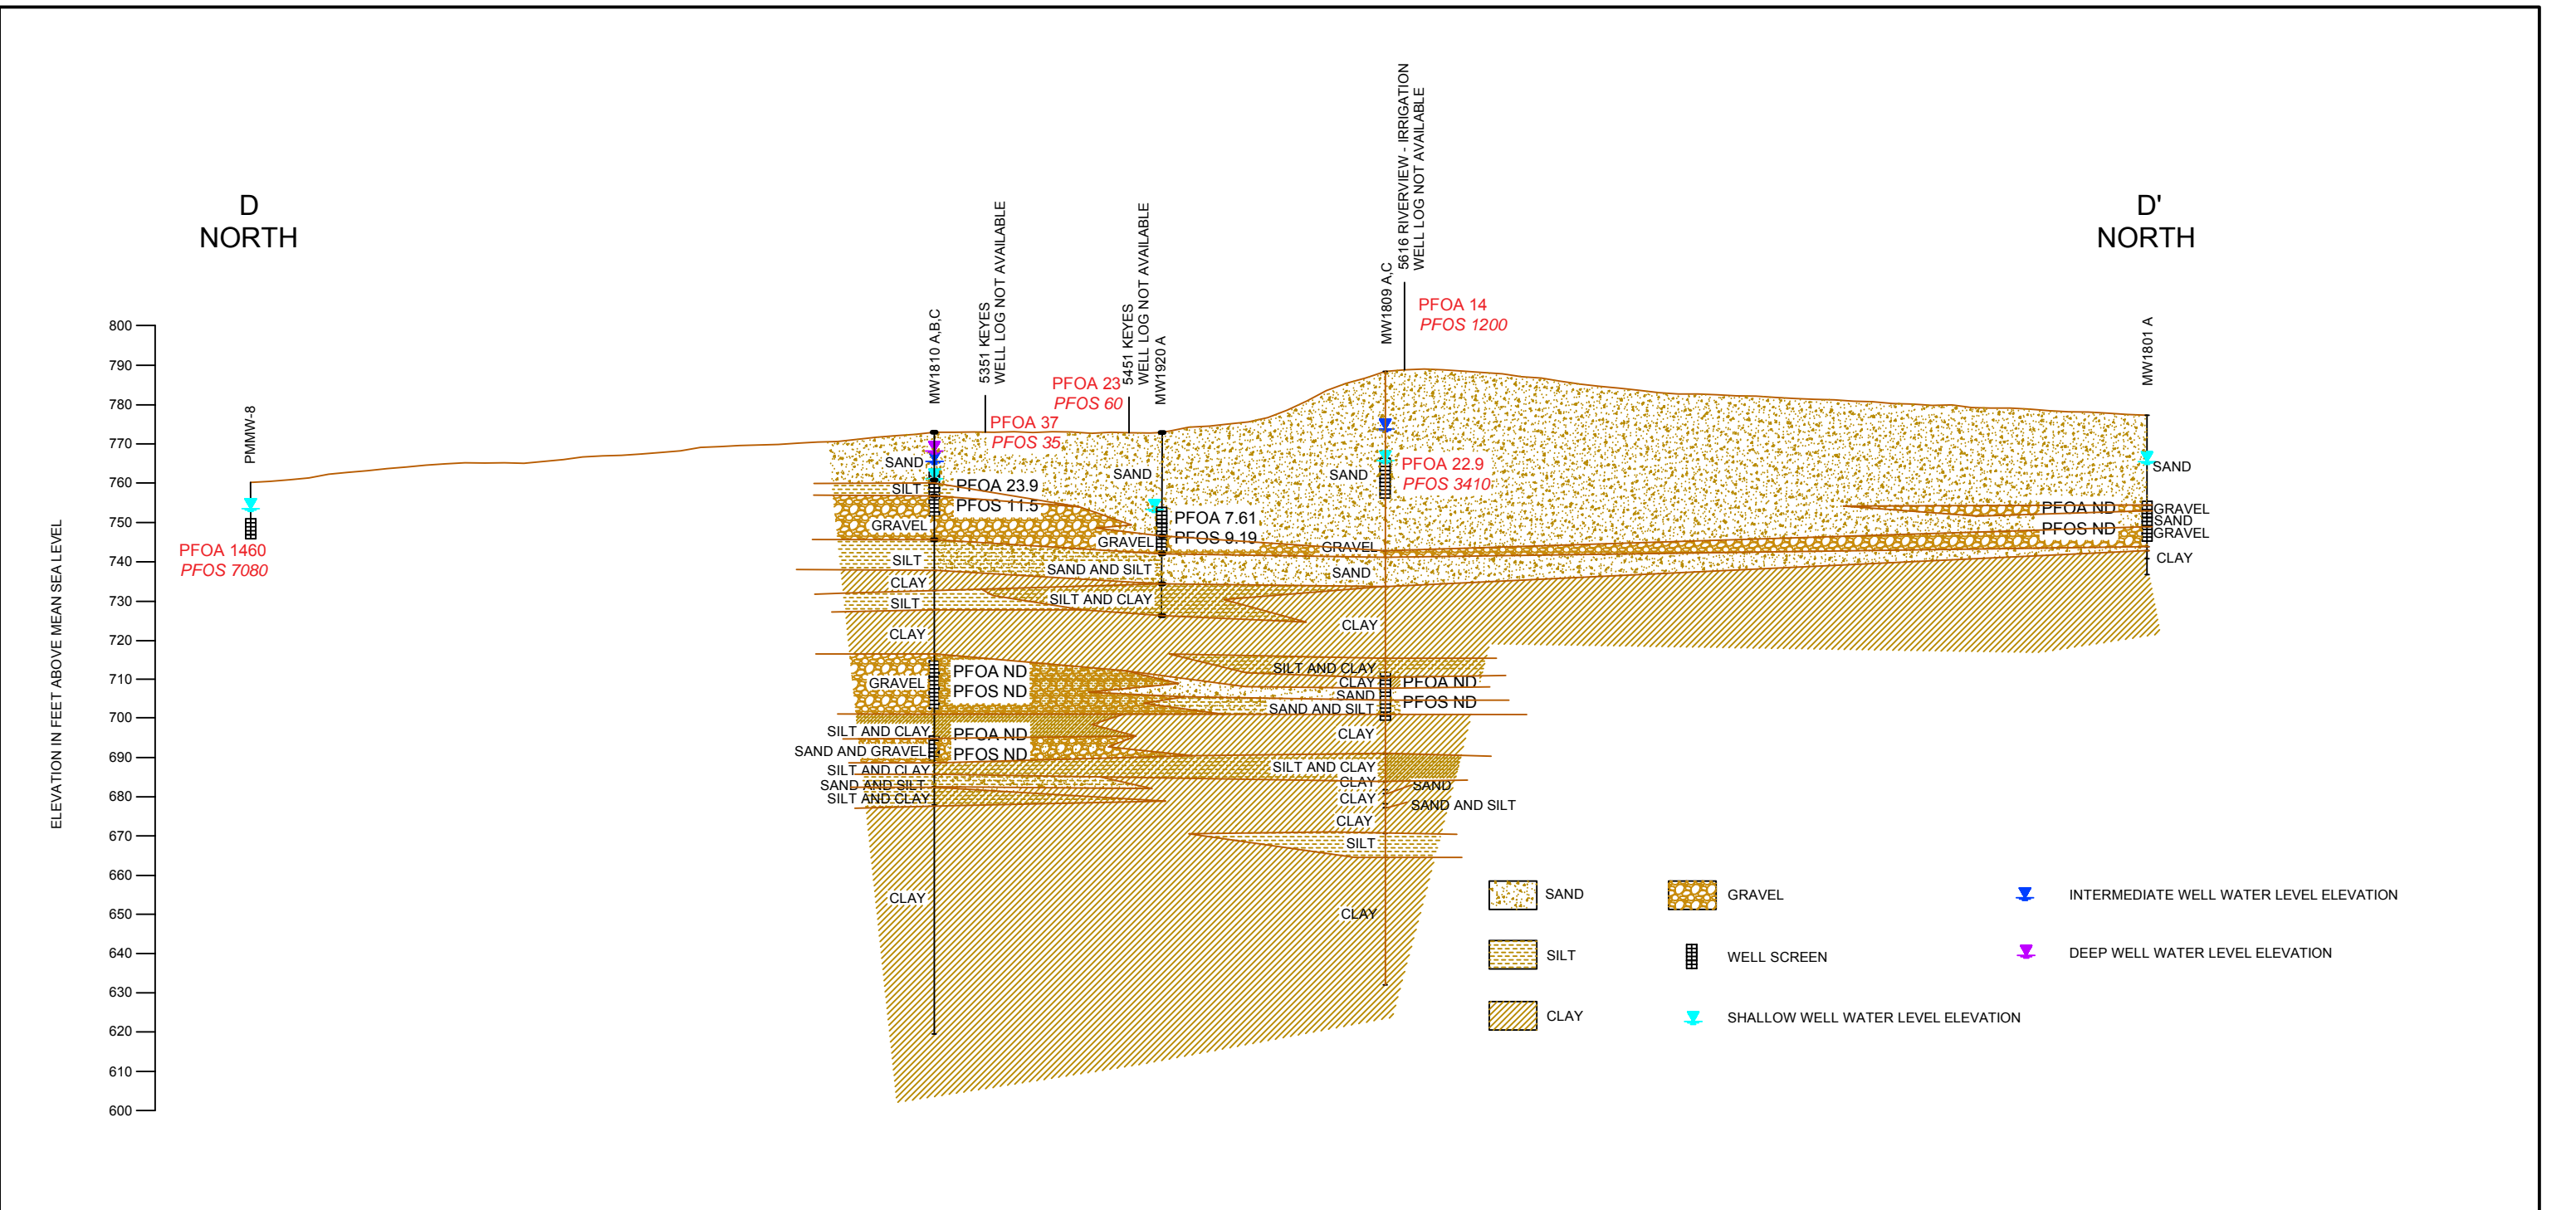 D
NORTH
D'
NORTH
ELEVATION IN FEET ABOVE MEAN SEA LEVEL
800
790
780
770
760
750
740
730
720
710
700
690
680
670
660
650
640
630
620
610
600
PMMW-8
PFOA 1460
PFOS 7080
MW1810 A,B,C
5351 KEYES
WELL LOG NOT AVAILABLE
PFOA 37
PFOS 35
5451 KEYES
WELL LOG NOT AVAILABLE
PFOA 23
PFOS 60
MW1920 A
MW1809 A,C
5616 RIVERVIEW - IRRIGATION
WELL LOG NOT AVAILABLE
PFOA 14
PFOS 1200
MW1801 A
SAND
SILT
GRAVEL
SILT
CLAY
SILT
CLAY
GRAVEL
SILT AND CLAY
SAND AND GRAVEL
SILT AND CLAY
SAND AND SILT
SILT AND CLAY
CLAY
PFOA 23.9
PFOS 11.5
PFOA ND
PFOS ND
PFOA ND
PFOS ND
SAND
GRAVEL
SAND AND SILT
SILT AND CLAY
PFOA 7.61
PFOS 9.19
SAND
GRAVEL
SAND
CLAY
SILT AND CLAY
CLAY
SAND
SAND AND SILT
CLAY
SILT AND CLAY
CLAY
SAND
CLAY
SAND AND SILT
CLAY
SILT
CLAY
PFOA 22.9
PFOS 3410
PFOA ND
PFOS ND
SAND
GRAVEL
SAND
GRAVEL
CLAY
PFOA ND
PFOS ND
SAND
GRAVEL
INTERMEDIATE WELL WATER LEVEL ELEVATION
SILT
WELL SCREEN
DEEP WELL WATER LEVEL ELEVATION
CLAY
SHALLOW WELL WATER LEVEL ELEVATION